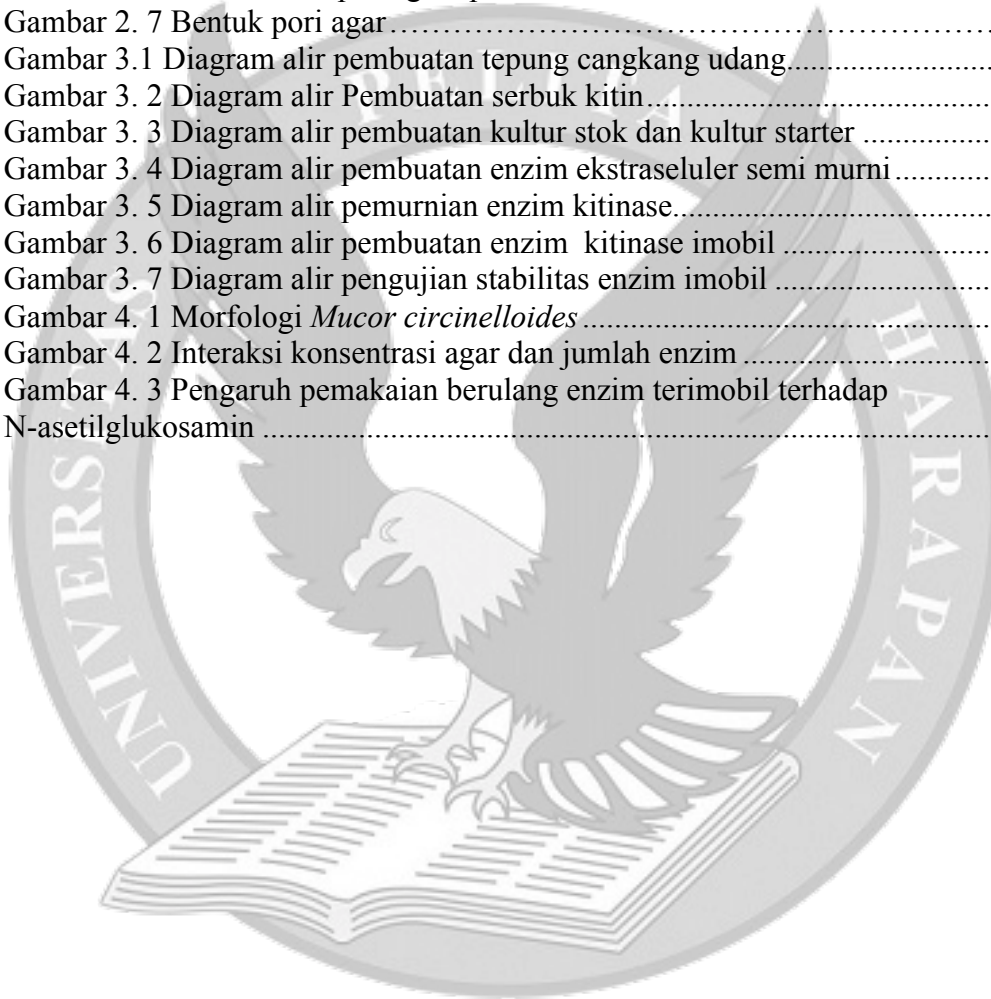 Gambar 2. 7 Bentuk pori agar……………………………………………………
Gambar 3.1 Diagram alir pembuatan tepung cangkang udang..............................
Gambar 3. 2 Diagram alir Pembuatan serbuk kitin.................................................
Gambar 3. 3 Diagram alir pembuatan kultur stok dan kultur starter ...................
Gambar 3. 4 Diagram alir pembuatan enzim ekstraseluler semi murni..............
Gambar 3. 5 Diagram alir pemurnian enzim kitinase.............................................
Gambar 3. 6 Diagram alir pembuatan enzim  kitinase imobil ..............................
Gambar 3. 7 Diagram alir pengujian stabilitas enzim imobil ...............................
Gambar 4. 1 Morfologi Mucor circinelloides..........................................................
Gambar 4. 2 Interaksi konsentrasi agar dan jumlah enzim ...................................
Gambar 4. 3 Pengaruh pemakaian berulang enzim terimobil terhadap
N-asetilglukosamin ...................................................................................................
UNIVERSITAS PELITA HARAPAN